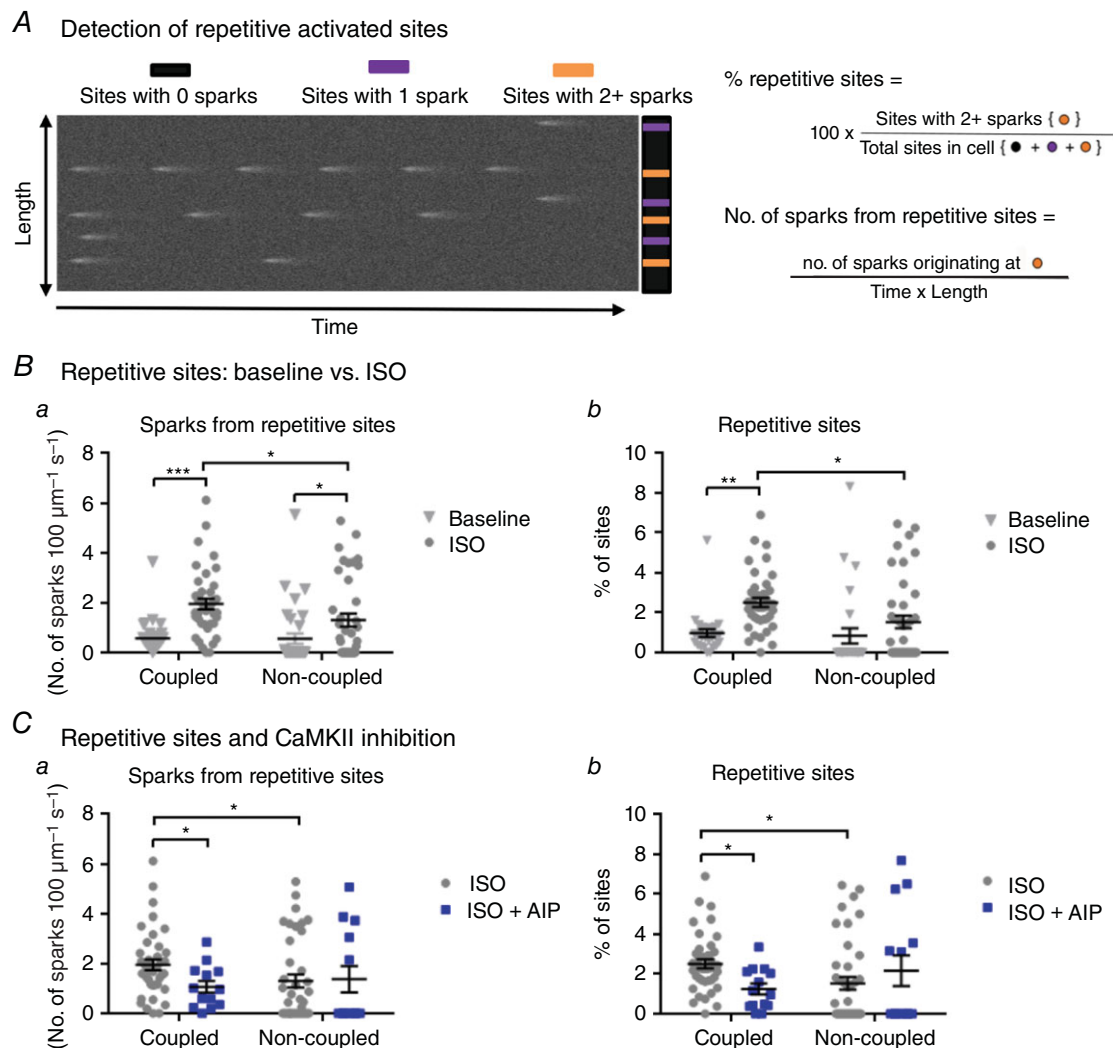 A Detection of repetitive activated sites
Sites with 0 sparks
Sites with 1 spark
Sites with 2+ sparks
Length
Time
% repetitive sites =
100 x
Sites with 2+ sparks { }
Total sites in cell { + + }
No. of sparks from repetitive sites =
no. of sparks originating at
Time x Length
B Repetitive sites: baseline vs. ISO
a
Sparks from repetitive sites
(No. of sparks 100 µm⁻¹ s⁻¹)
8
6
4
2
0
***
*
*
Coupled
Non-coupled
Baseline
ISO
b
Repetitive sites
% of sites
10
8
6
4
2
0
**
*
Coupled
Non-coupled
Baseline
ISO
C Repetitive sites and CaMKII inhibition
a
Sparks from repetitive sites
(No. of sparks 100 µm⁻¹ s⁻¹)
8
6
4
2
0
*
*
Coupled
Non-coupled
ISO
ISO + AIP
b
Repetitive sites
% of sites
10
8
6
4
2
0
*
*
Coupled
Non-coupled
ISO
ISO + AIP